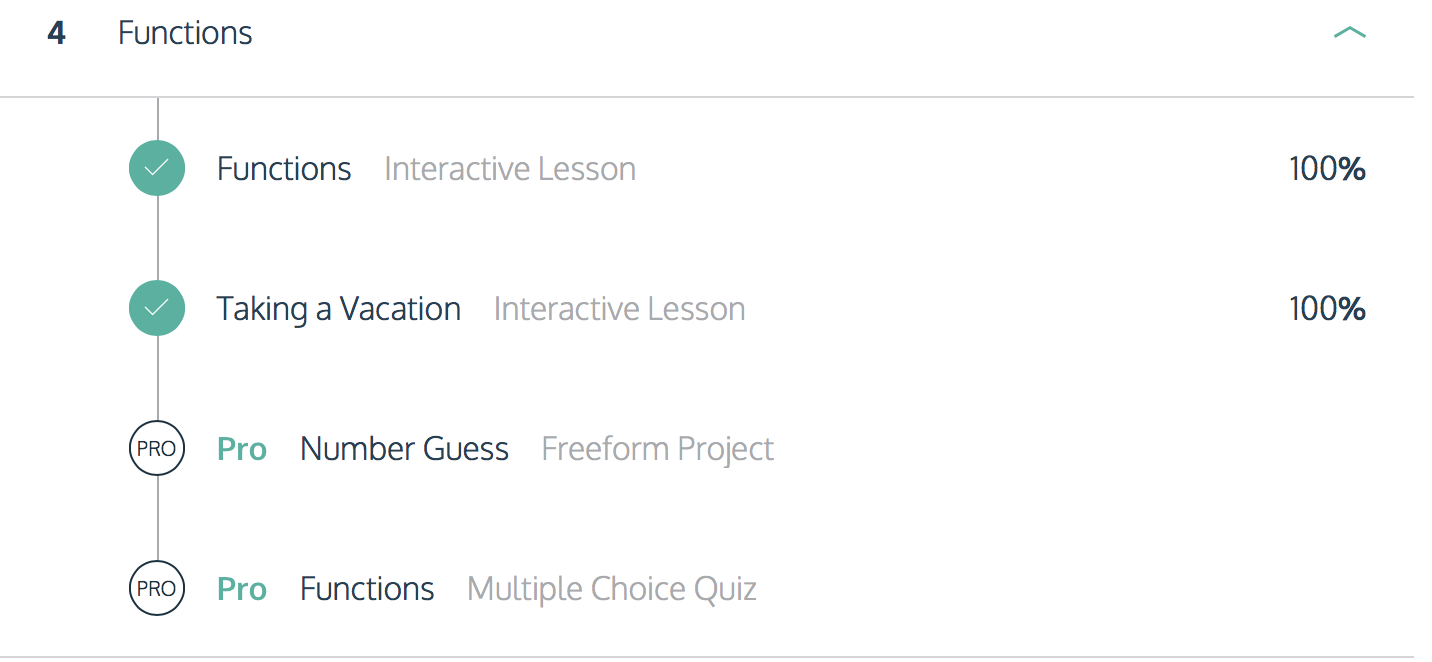 4 Functions
Functions Interactive Lesson 100%
Taking a Vacation Interactive Lesson 100%
PRO Pro Number Guess Freeform Project
PRO Pro Functions Multiple Choice Quiz